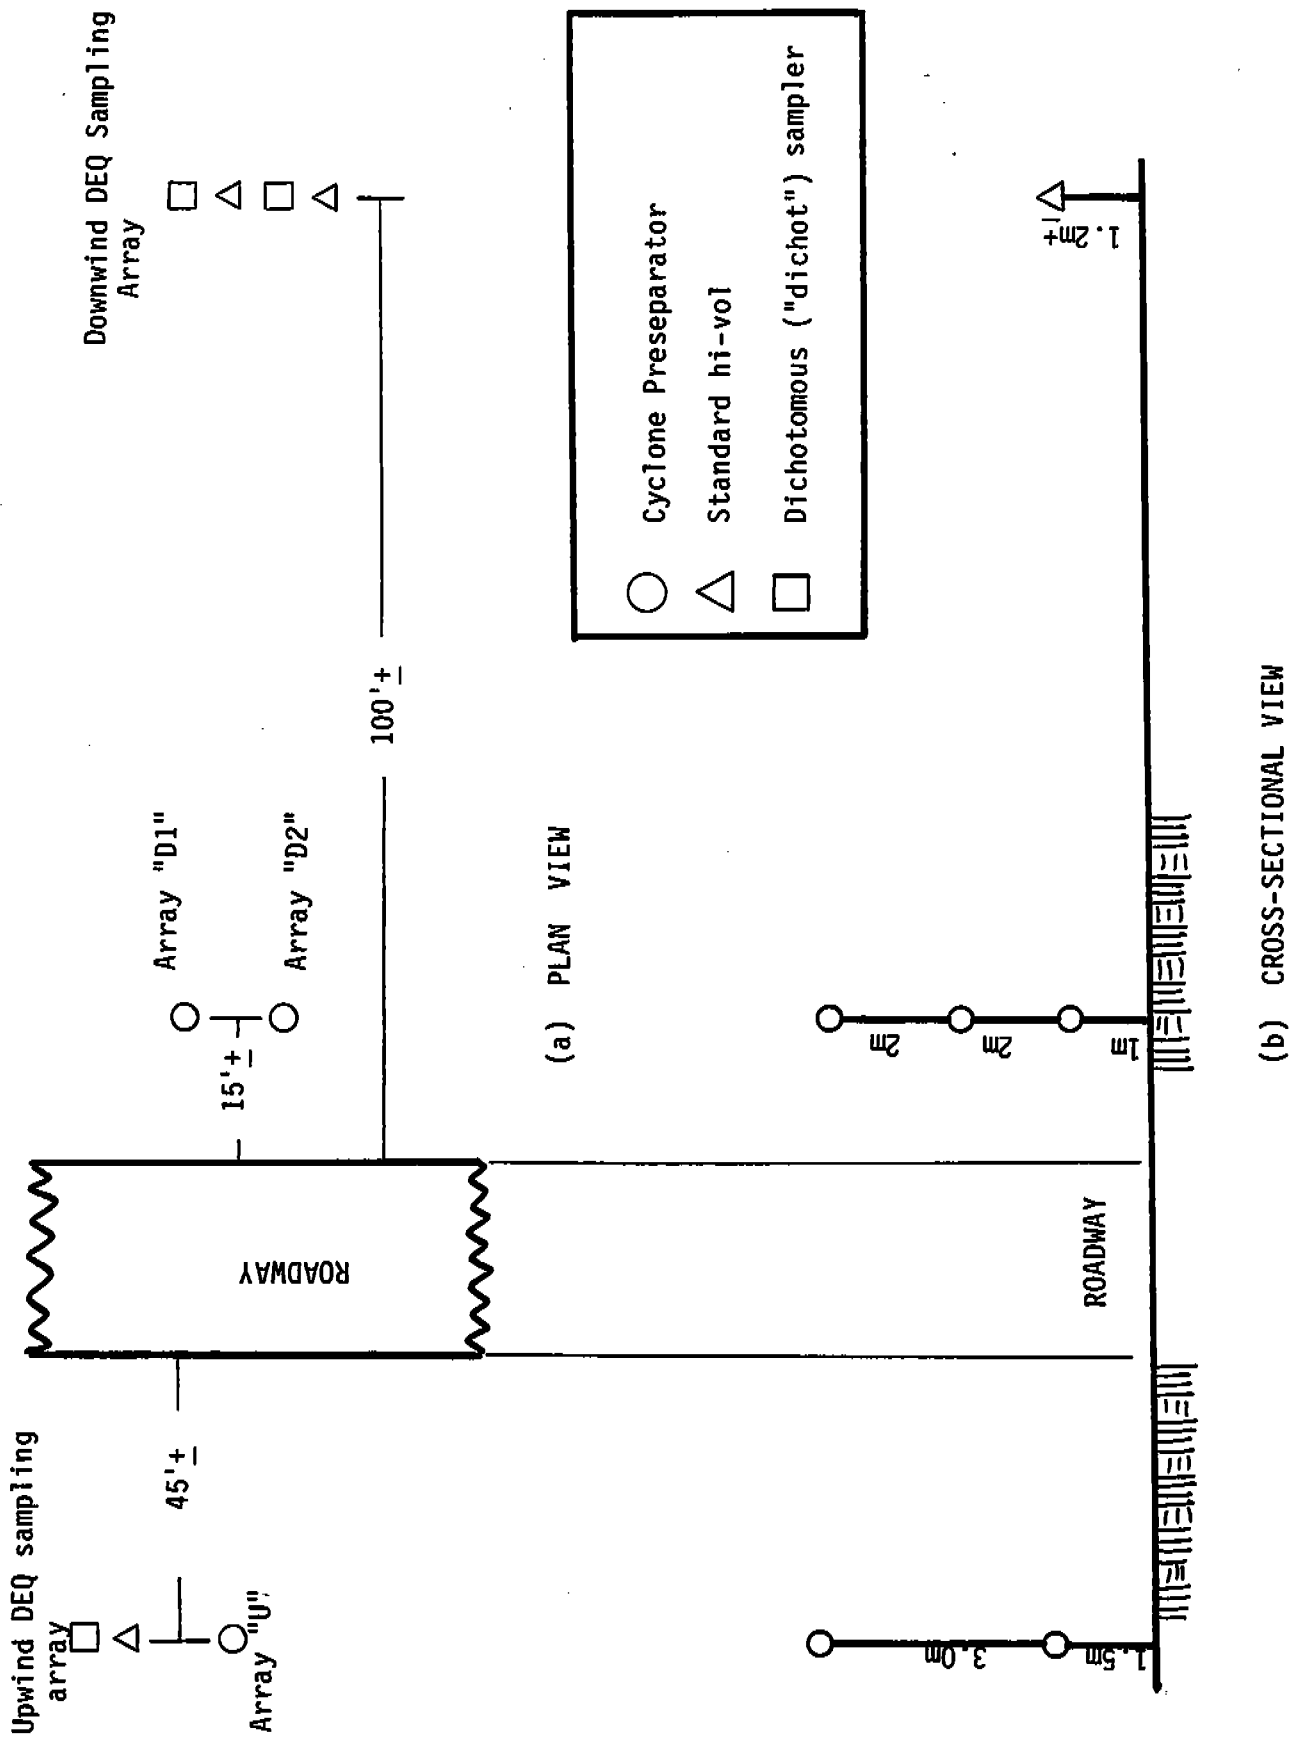 Upwind DEQ sampling
array
Array "U"
45'±
ROADWAY
15'±
Array "D1"
Array "D2"
100'±
Downwind DEQ Sampling
Array
(a) PLAN VIEW
Cyclone Preseparator
Standard hi-vol
Dichotomous ("dichot") sampler
3.0m
1.5m
ROADWAY
2m
2m
1m
1.2m±
(b) CROSS-SECTIONAL VIEW